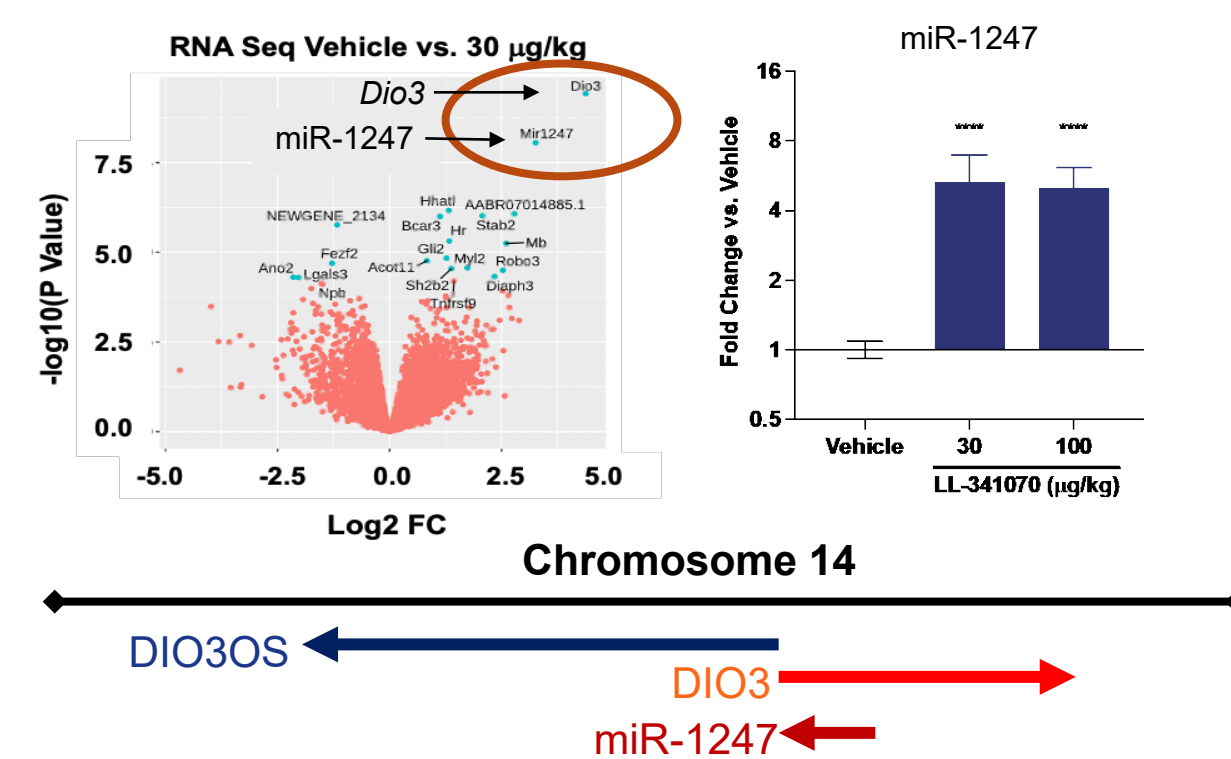 RNA Seq Vehicle vs. 30 μg/kg
Dio3
Dio3
miR-1247
Mir1247
-log10(P Value)
7.5
5.0
2.5
0.0
Hhatl
AABR07014885.1
NEWGENE_2134
Bcar3
Stab2
Hr
Mb
Fezf2
Gli2
Ano2
Lgals3
Acot11
Myl2
Robo3
Npb
Sh2b2
Diaph3
Tnfrsf9
-5.0
-2.5
0.0
2.5
5.0
Log2 FC
miR-1247
Fold Change vs. Vehicle
16
8
4
2
1
0.5
****
****
Vehicle
30
100
LL-341070 (μg/kg)
Chromosome 14
DIO3OS
DIO3
miR-1247